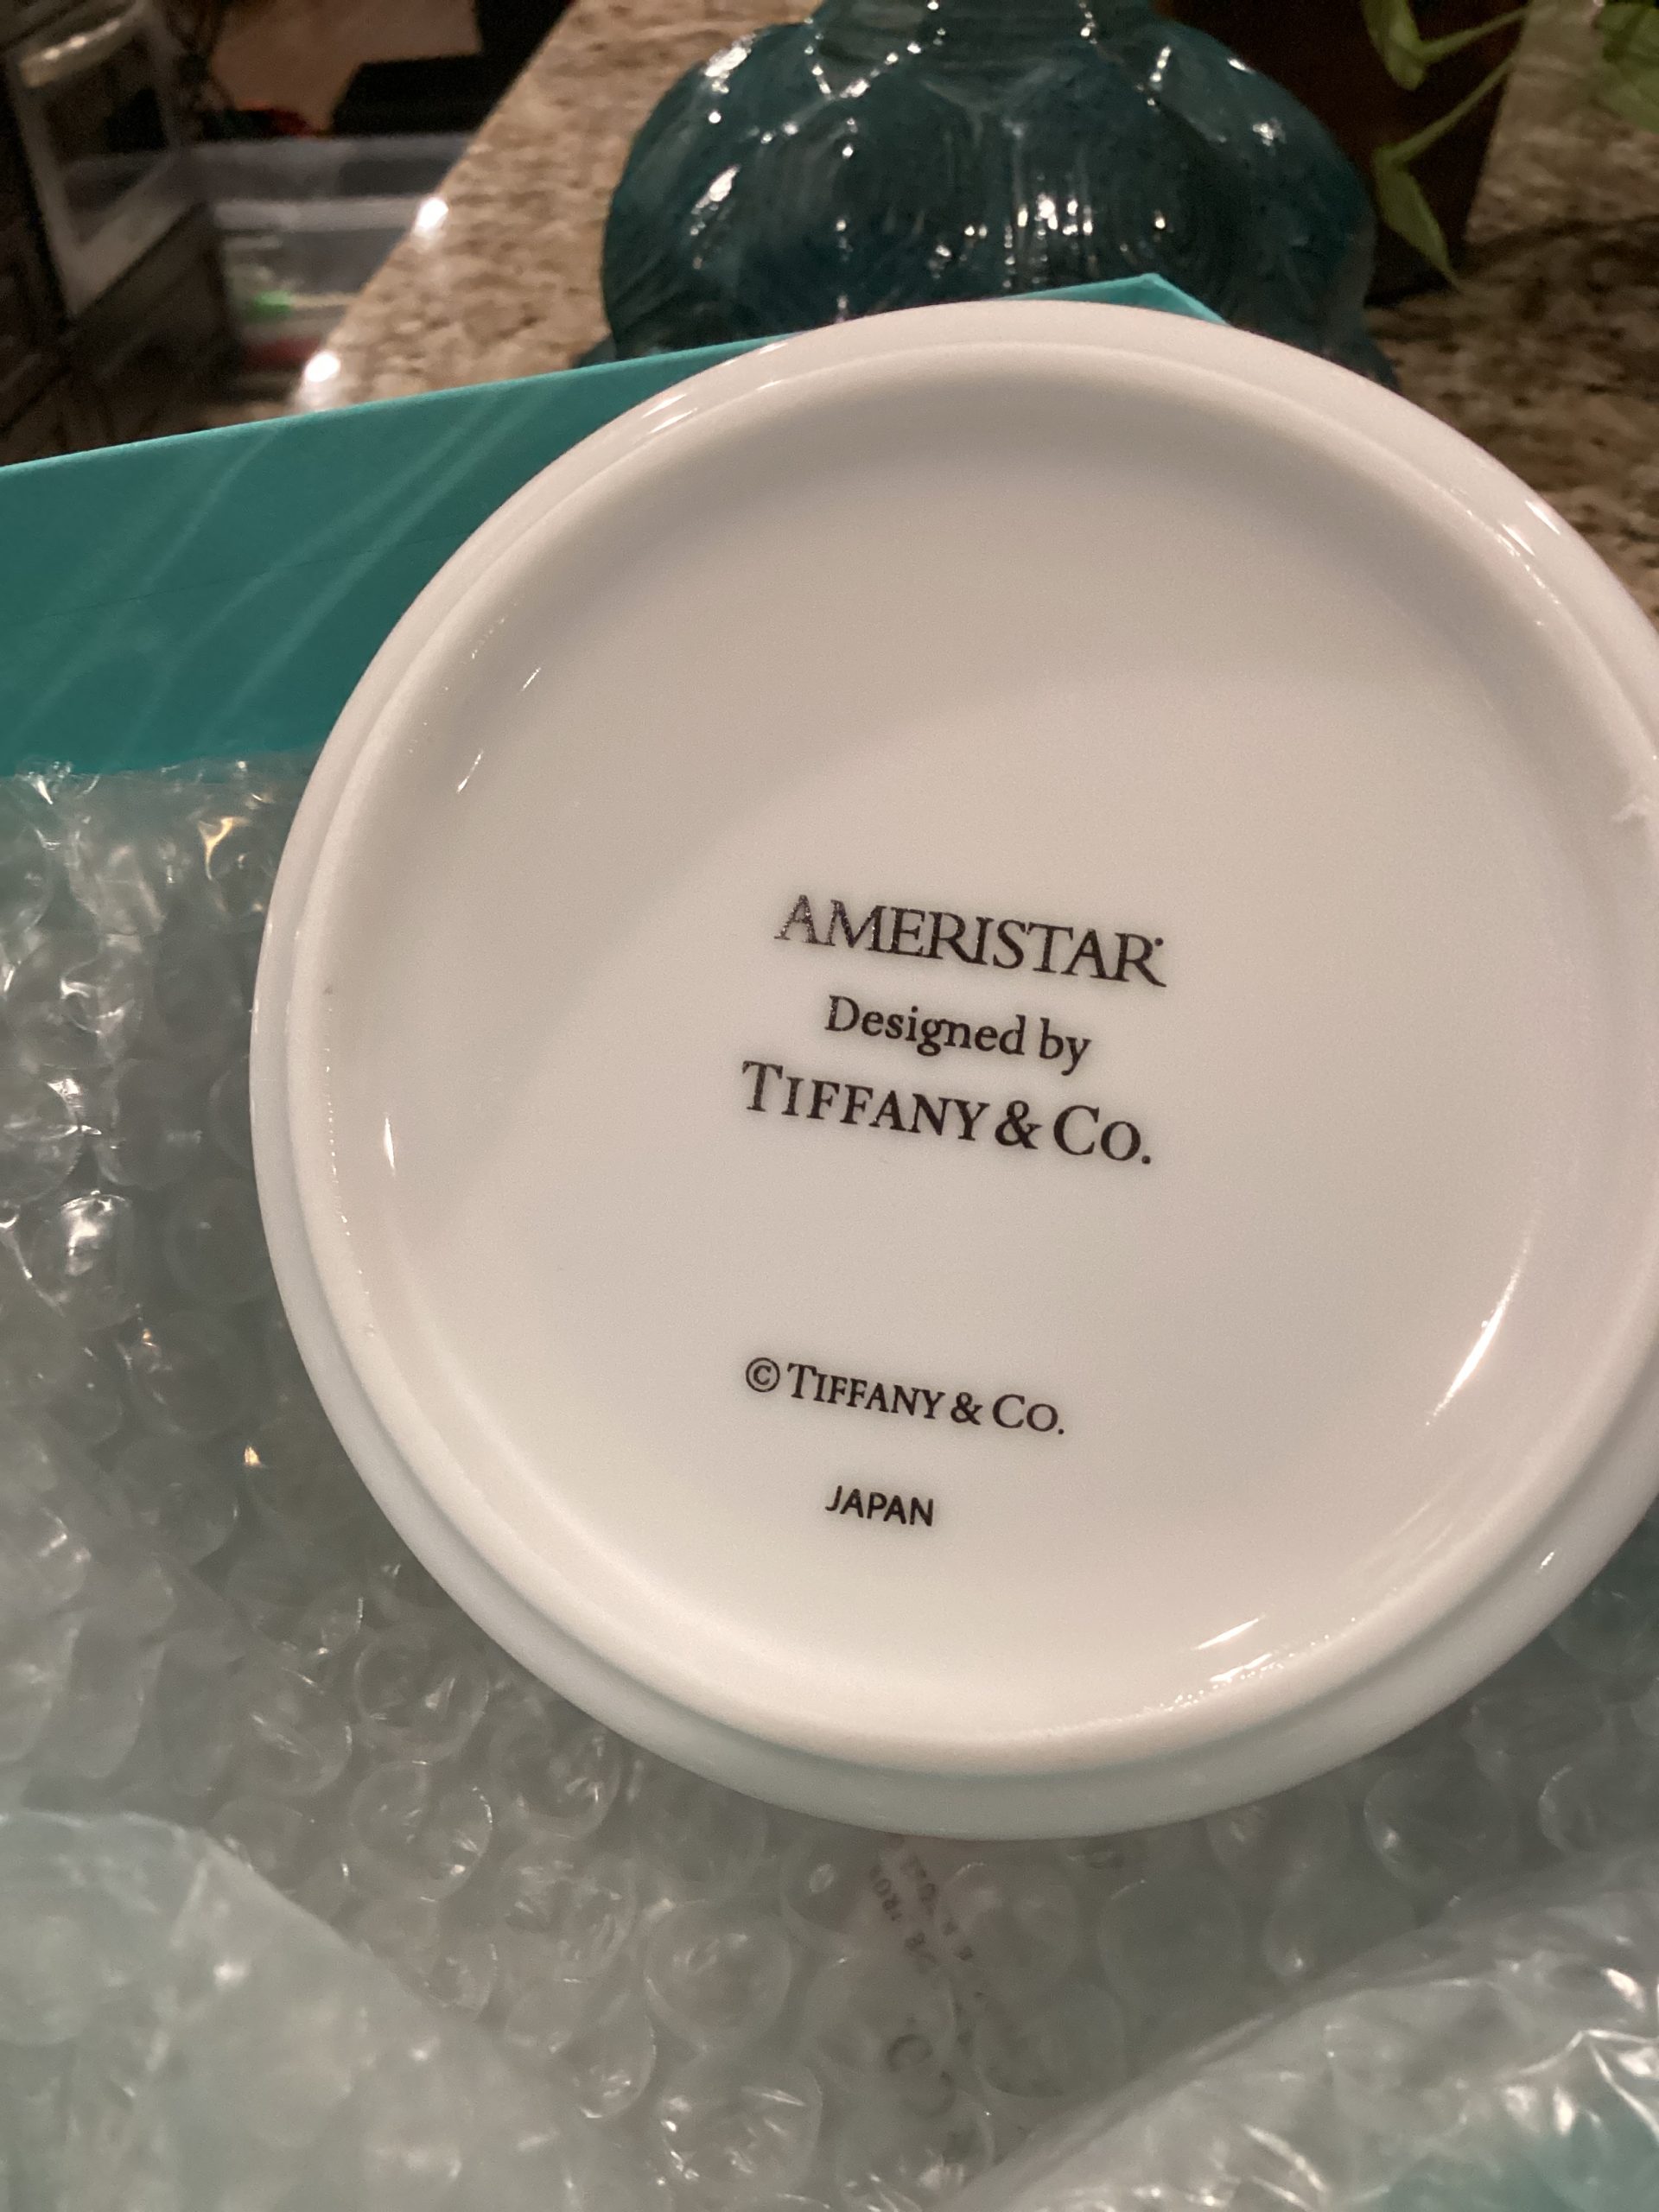 AMERISTAR®
Designed by
TIFFANY & CO.
© TIFFANY & CO.
JAPAN